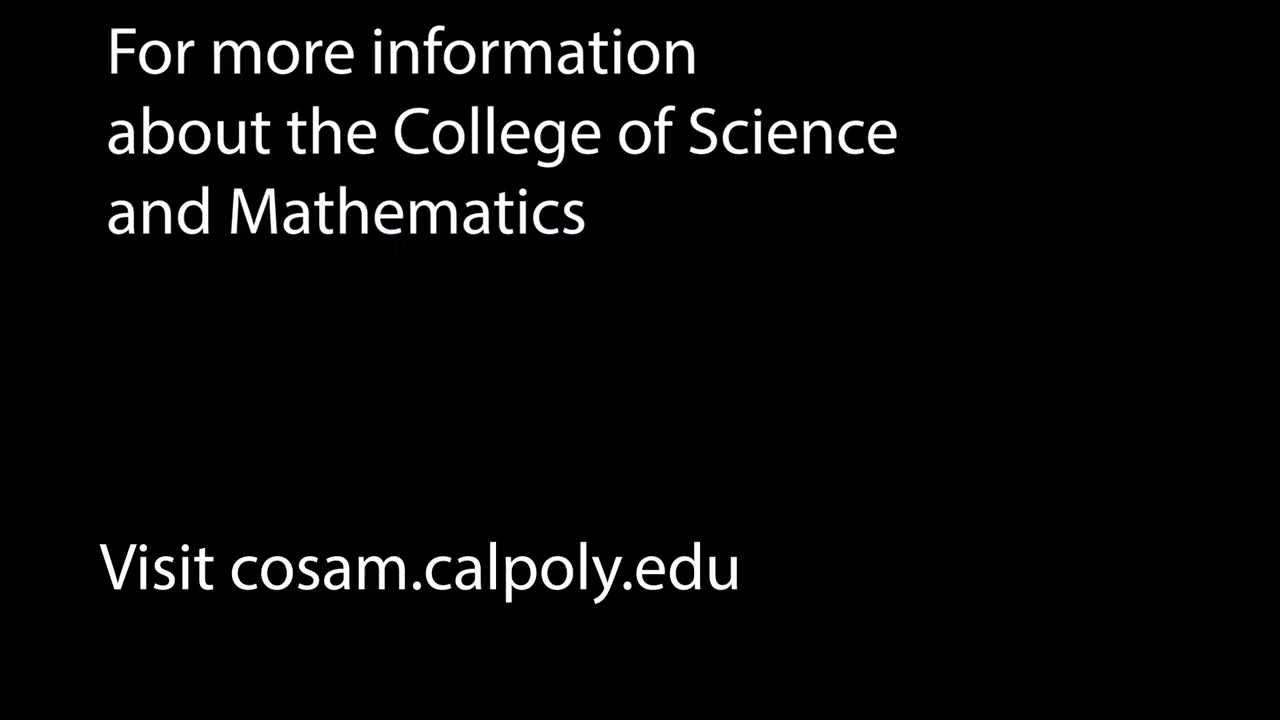 For more information
about the College of Science
and Mathematics
Visit cosam.calpoly.edu